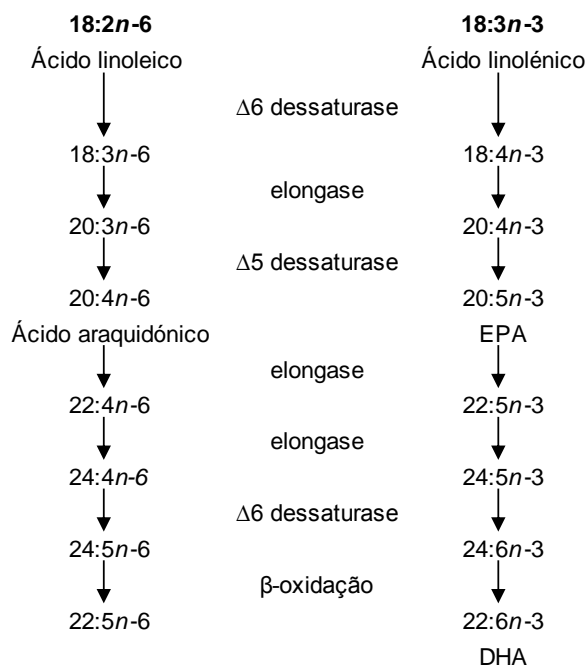 18:2n-6 18:3n-3
Ácido linoleico Ácido linolénico
Δ6 dessaturase
18:3n-6 18:4n-3
elongase
20:3n-6 20:4n-3
Δ5 dessaturase
20:4n-6 20:5n-3
Ácido araquidónico EPA
elongase
22:4n-6 22:5n-3
elongase
24:4n-6 24:5n-3
Δ6 dessaturase
24:5n-6 24:6n-3
β-oxidação
22:5n-6 22:6n-3
DHA